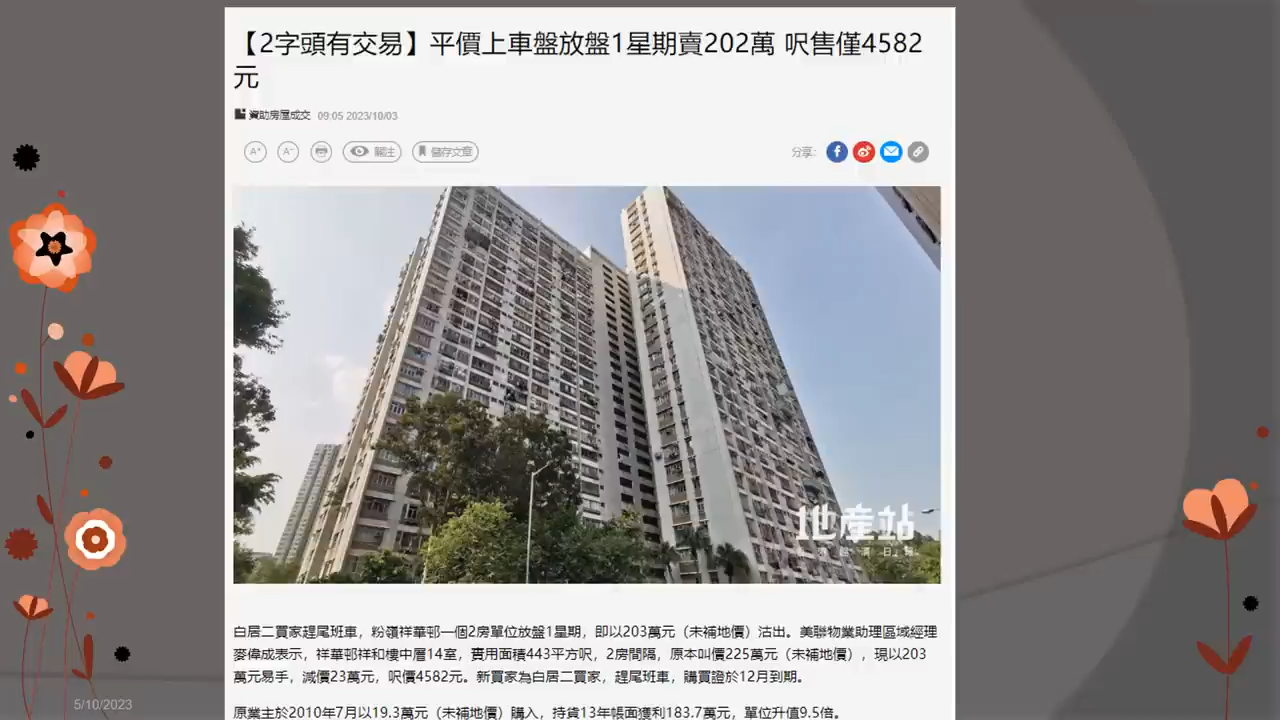 【2字頭有交易】平價上車盤放盤1星期賣202萬 呎售僅4582
元
資助房屋成交 09:05 2023/10/03
A+ A- 關注 儲存文章 分享:
地產站
白居二買家趕尾班車，粉嶺祥華邨一個2房單位放盤1星期，即以203萬元（未補地價）沽出。美聯物業助理區域經理
麥偉成表示，祥華邨祥和樓中層14室，實用面積443平方呎，2房間隔，原本叫價225萬元（未補地價），現以203
萬元易手，減價23萬元，呎價4582元。新買家為白居二買家，趕尾班車，購買證於12月到期。
原業主於2010年7月以19.3萬元（未補地價）購入，持貨13年帳面獲利183.7萬元，單位升值9.5倍。
5/10/2023